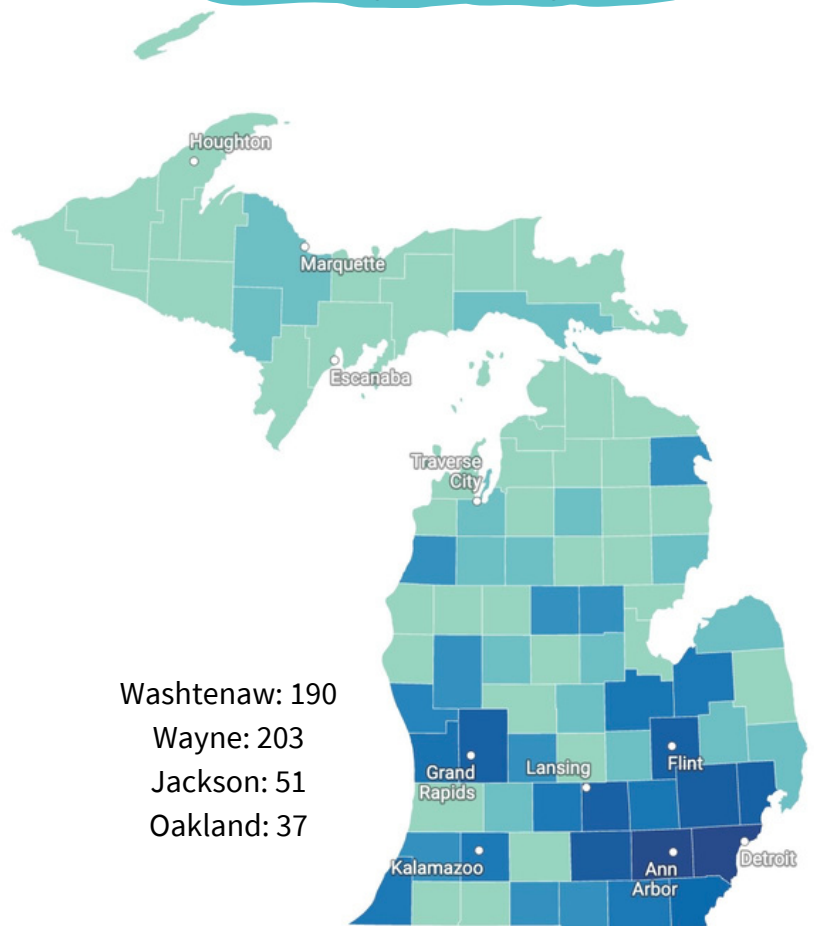 Houghton
Marquette
Escanaba
Traverse
City
Washtenaw: 190
Wayne: 203
Jackson: 51
Oakland: 37
Grand
Rapids
Lansing
Flint
Kalamazoo
Ann
Arbor
Detroit